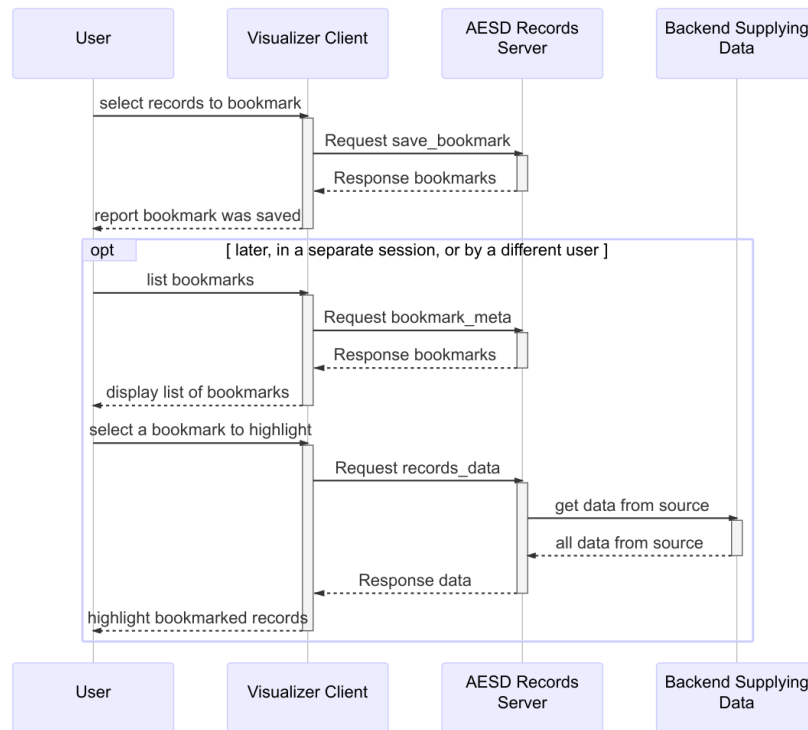 User
Visualizer Client
AESD Records
Server
Backend Supplying
Data
select records to bookmark
Request save_bookmark
Response bookmarks
report bookmark was saved
opt
[ later, in a separate session, or by a different user ]
list bookmarks
Request bookmark_meta
Response bookmarks
display list of bookmarks
select a bookmark to highlight
Request records_data
get data from source
all data from source
Response data
highlight bookmarked records
User
Visualizer Client
AESD Records
Server
Backend Supplying
Data